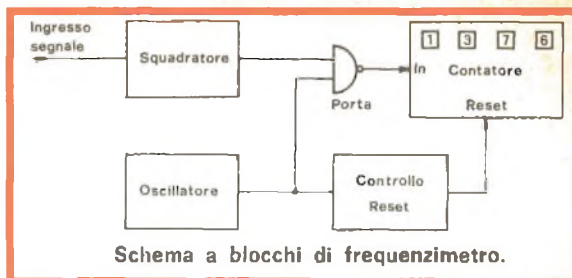 Ingresso
segnale
Squadratore
1 3 7 6
In Contatore
Porta
Reset
Oscillatore
Controllo
Reset
Schema a blocchi di frequenzimetro.